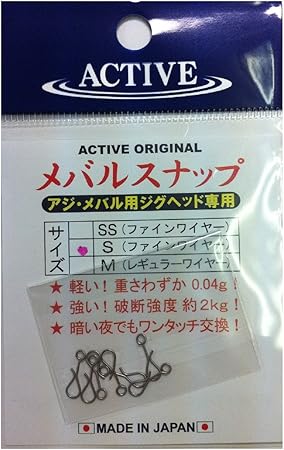 ACTIVE
ACTIVE ORIGINAL
メバルスナップ
アジ・メバル用ジグヘッド専用
サイズ
SS(ファインワイヤー)
S(ファインワイヤー)
M(レギュラーワイヤー)
★軽い!重さわずか 0.04g!
★強い!破断強度 約2kg!
★暗い夜でもワンタッチ交換!
MADE IN JAPAN